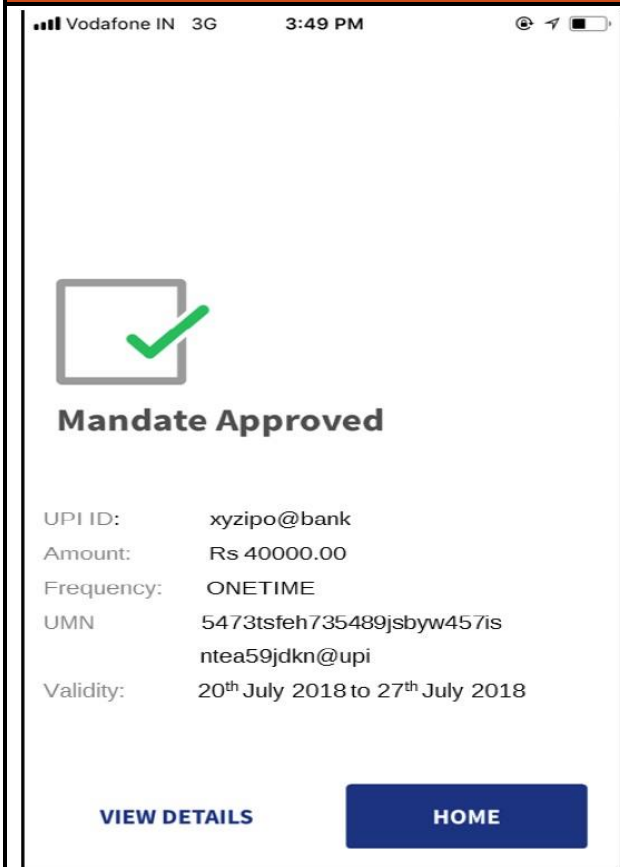 Vodafone IN 3G 3:49 PM
Mandate Approved
UPI ID: xyzipo@bank
Amount: Rs 40000.00
Frequency: ONETIME
UMN 5473tsfeh735489jsbyw457is
ntea59jdkn@upi
Validity: 20th July 2018 to 27th July 2018
VIEW DETAILS HOME